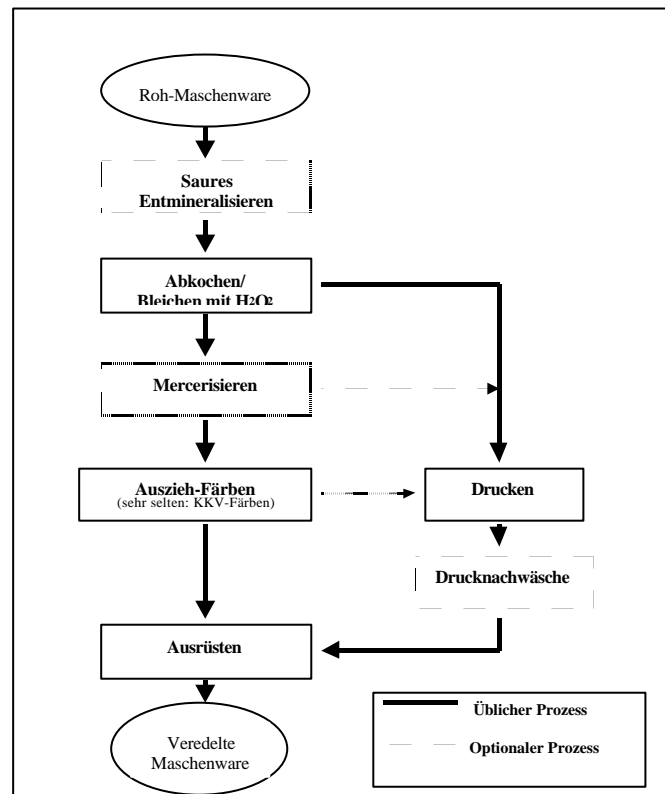 Roh-Maschenware
Saures
Entmineralisieren
Abkochen/
Bleichen mit H2O2
Mercerisieren
Auszieh-Färben
(sehr selten: KKV-Färben)
Drucken
Drucknachwäsche
Ausrüsten
Veredelte
Maschenware
Üblicher Prozess
Optionaler Prozess